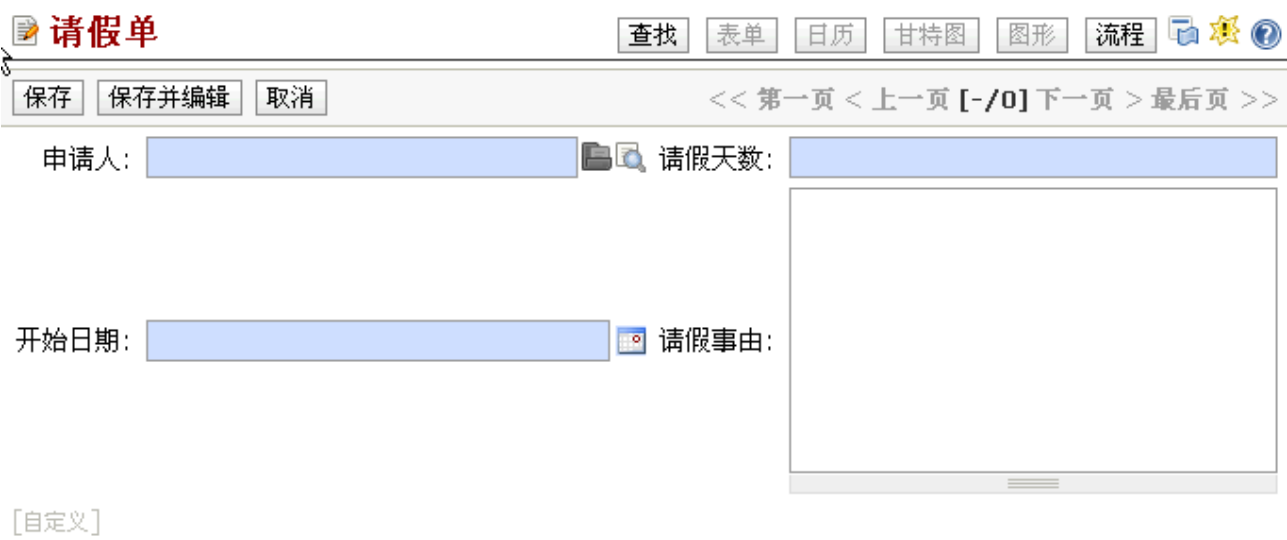 请假单 查找 表单 日历 甘特图 图形 流程
保存 保存并编辑 取消 << 第一页 < 上一页 [-/0] 下一页 > 最后页 >>
申请人: 请假天数:
开始日期: 请假事由:
[自定义]